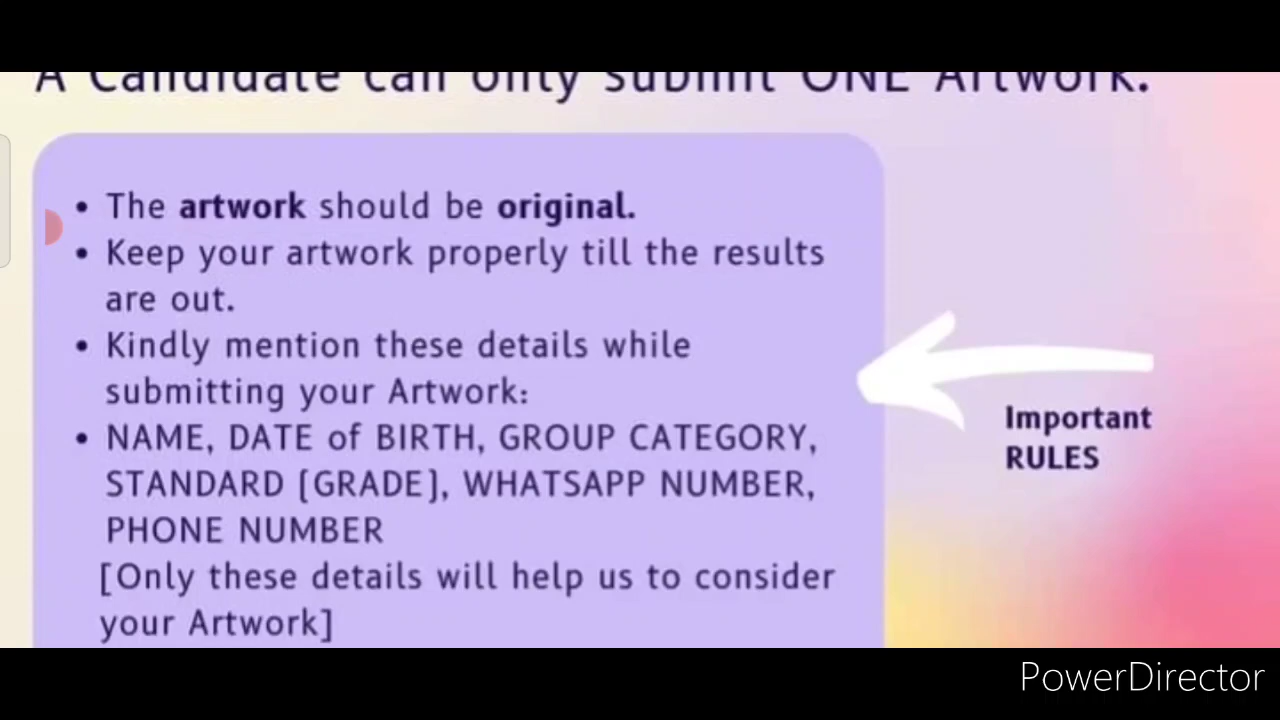 A Candidate can only submit ONE Artwork.
• The artwork should be original.
• Keep your artwork properly till the results
are out.
• Kindly mention these details while
submitting your Artwork:
• NAME, DATE of BIRTH, GROUP CATEGORY,
STANDARD [GRADE], WHATSAPP NUMBER,
PHONE NUMBER
[Only these details will help us to consider
your Artwork]
Important
RULES
PowerDirector